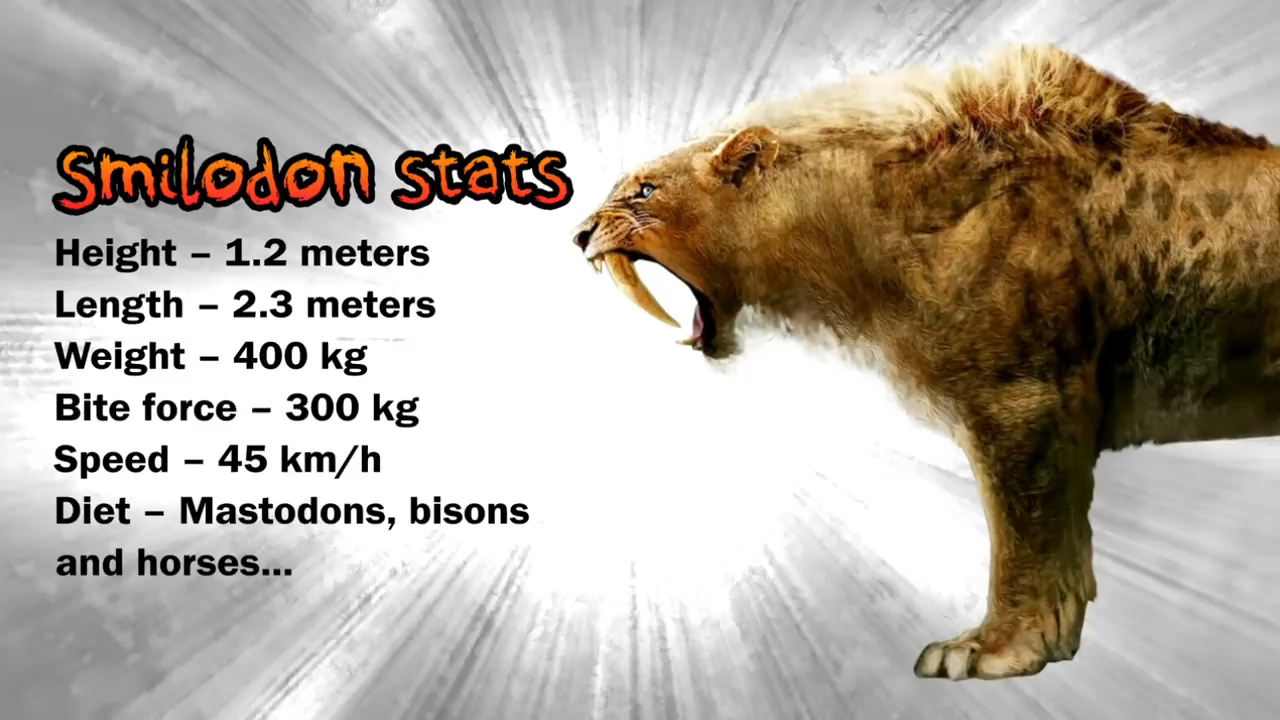 Smilodon stats
Height – 1.2 meters
Length – 2.3 meters
Weight – 400 kg
Bite force – 300 kg
Speed – 45 km/h
Diet – Mastodons, bisons
and horses...